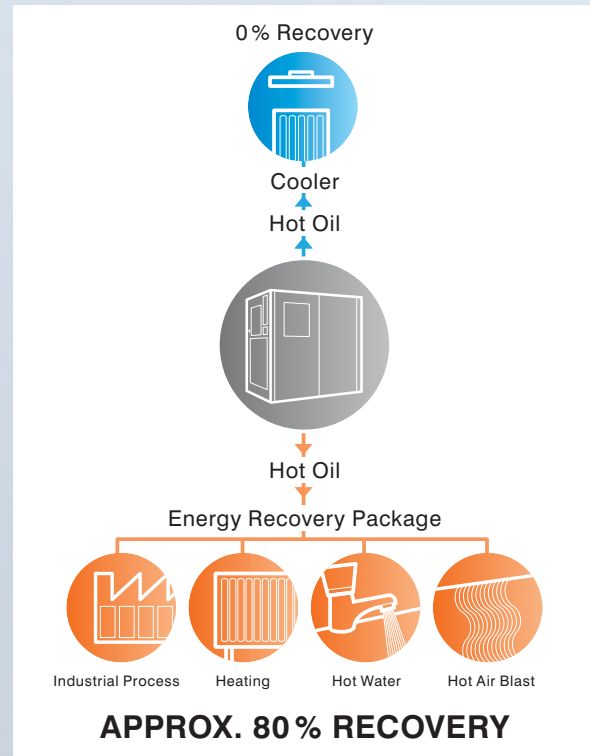 0 % Recovery
Cooler
Hot Oil
Hot Oil
Energy Recovery Package
Industrial Process
Heating
Hot Water
Hot Air Blast
APPROX. 80 % RECOVERY